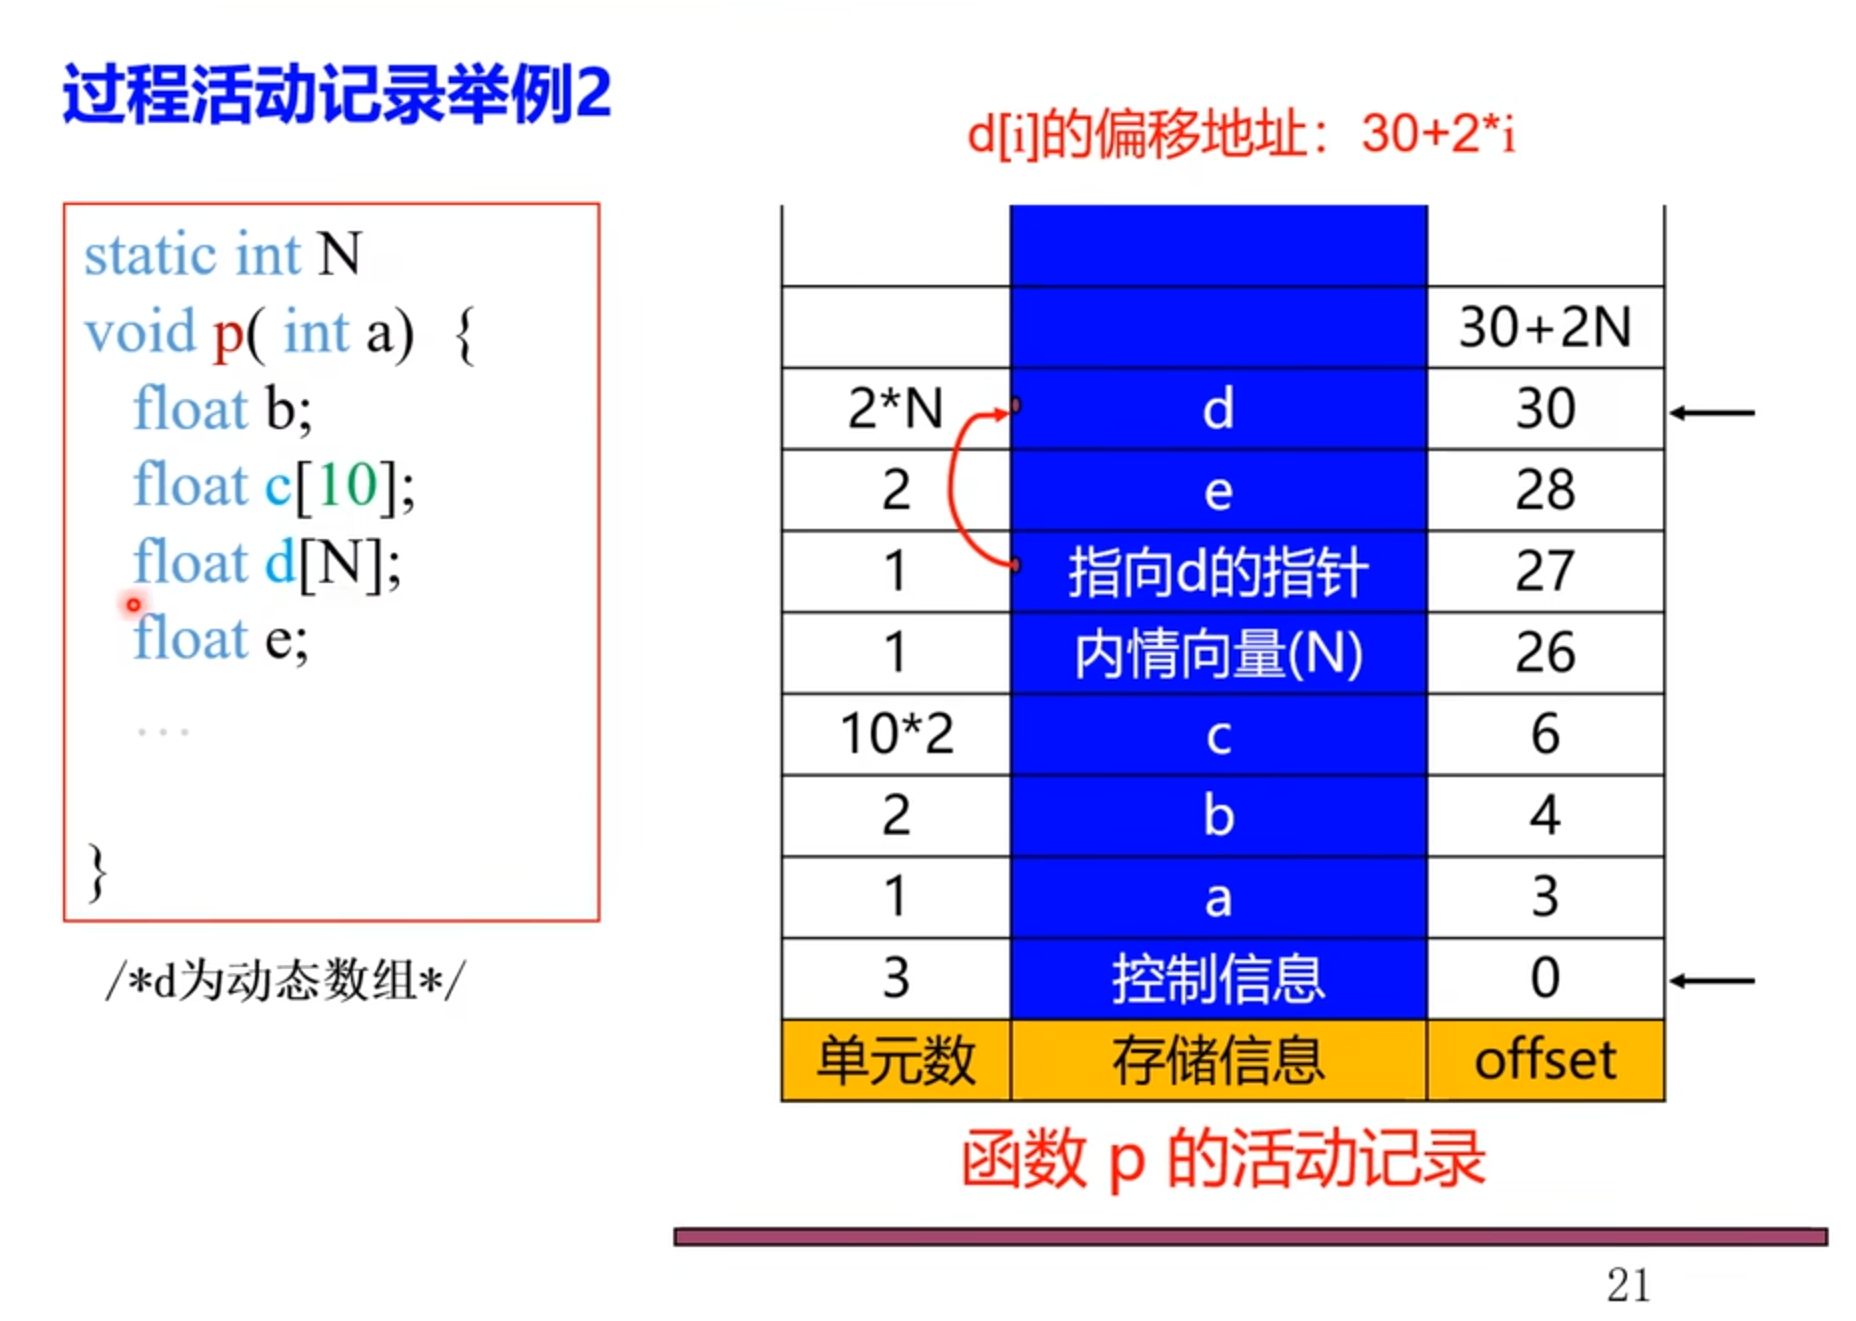 过程活动记录举例2
d[i]的偏移地址：30+2*i
static int N
void p( int a) {
float b;
float c[10];
float d[N];
float e;
...
}
/*d为动态数组*/
30+2N
2*N d 30
2 e 28
1 指向d的指针 27
1 内情向量(N) 26
10*2 c 6
2 b 4
1 a 3
3 控制信息 0
单元数 存储信息 offset
函数 p 的活动记录
21